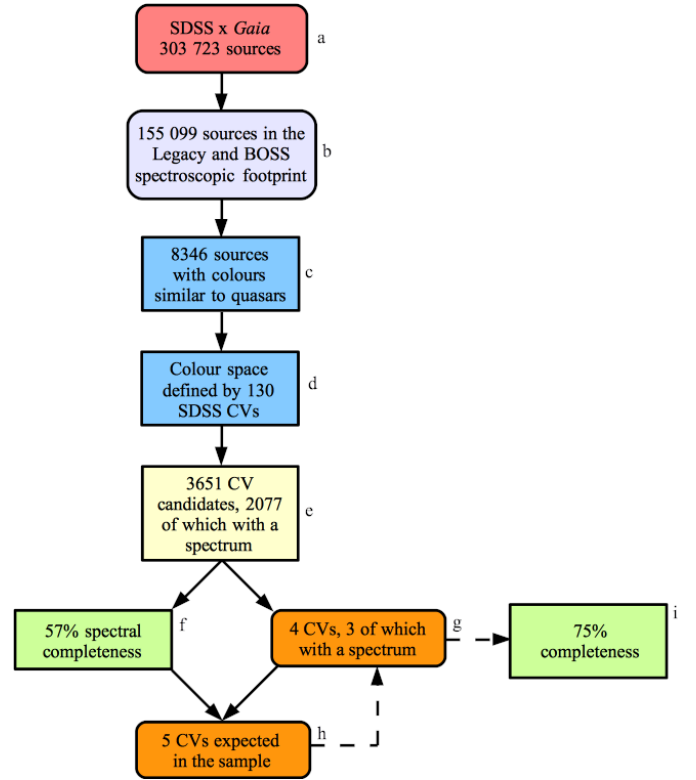 SDSS x Gaia
303 723 sources
a
155 099 sources in the
Legacy and BOSS
spectroscopic footprint
b
8346 sources
with colours
similar to quasars
c
Colour space
defined by 130
SDSS CVs
d
3651 CV
candidates, 2077
of which with a
spectrum
e
57% spectral
completeness
f
4 CVs, 3 of which
with a spectrum
g
75%
completeness
i
5 CVs expected
in the sample
h